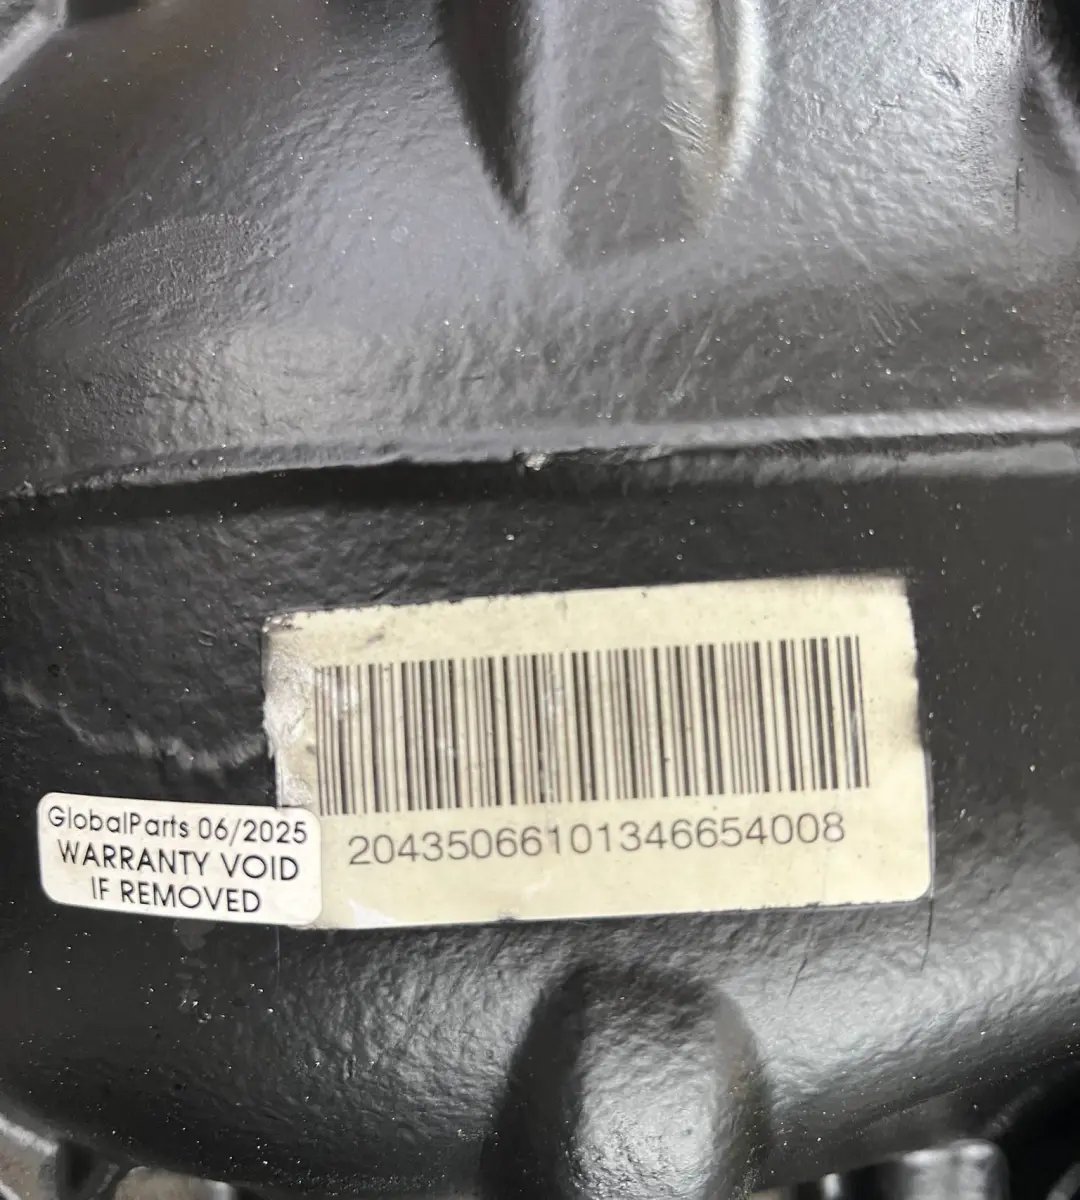 20435066101346654008
GlobalParts 06/2025
WARRANTY VOID
IF REMOVED